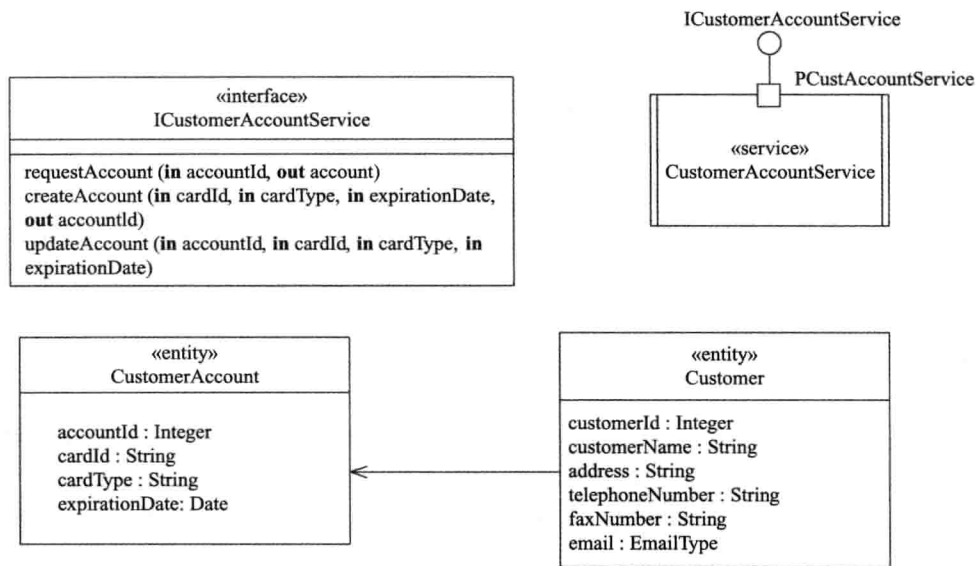 ICustomerAccountService
PCustAccountService
«service»
CustomerAccountService
«interface»
ICustomerAccountService
requestAccount (in accountId, out account)
createAccount (in cardId, in cardType, in expirationDate,
out accountId)
updateAccount (in accountId, in cardId, in cardType, in
expirationDate)
«entity»
CustomerAccount
accountId : Integer
cardId : String
cardType : String
expirationDate: Date
«entity»
Customer
customerId : Integer
customerName : String
address : String
telephoneNumber : String
faxNumber : String
email : EmailType